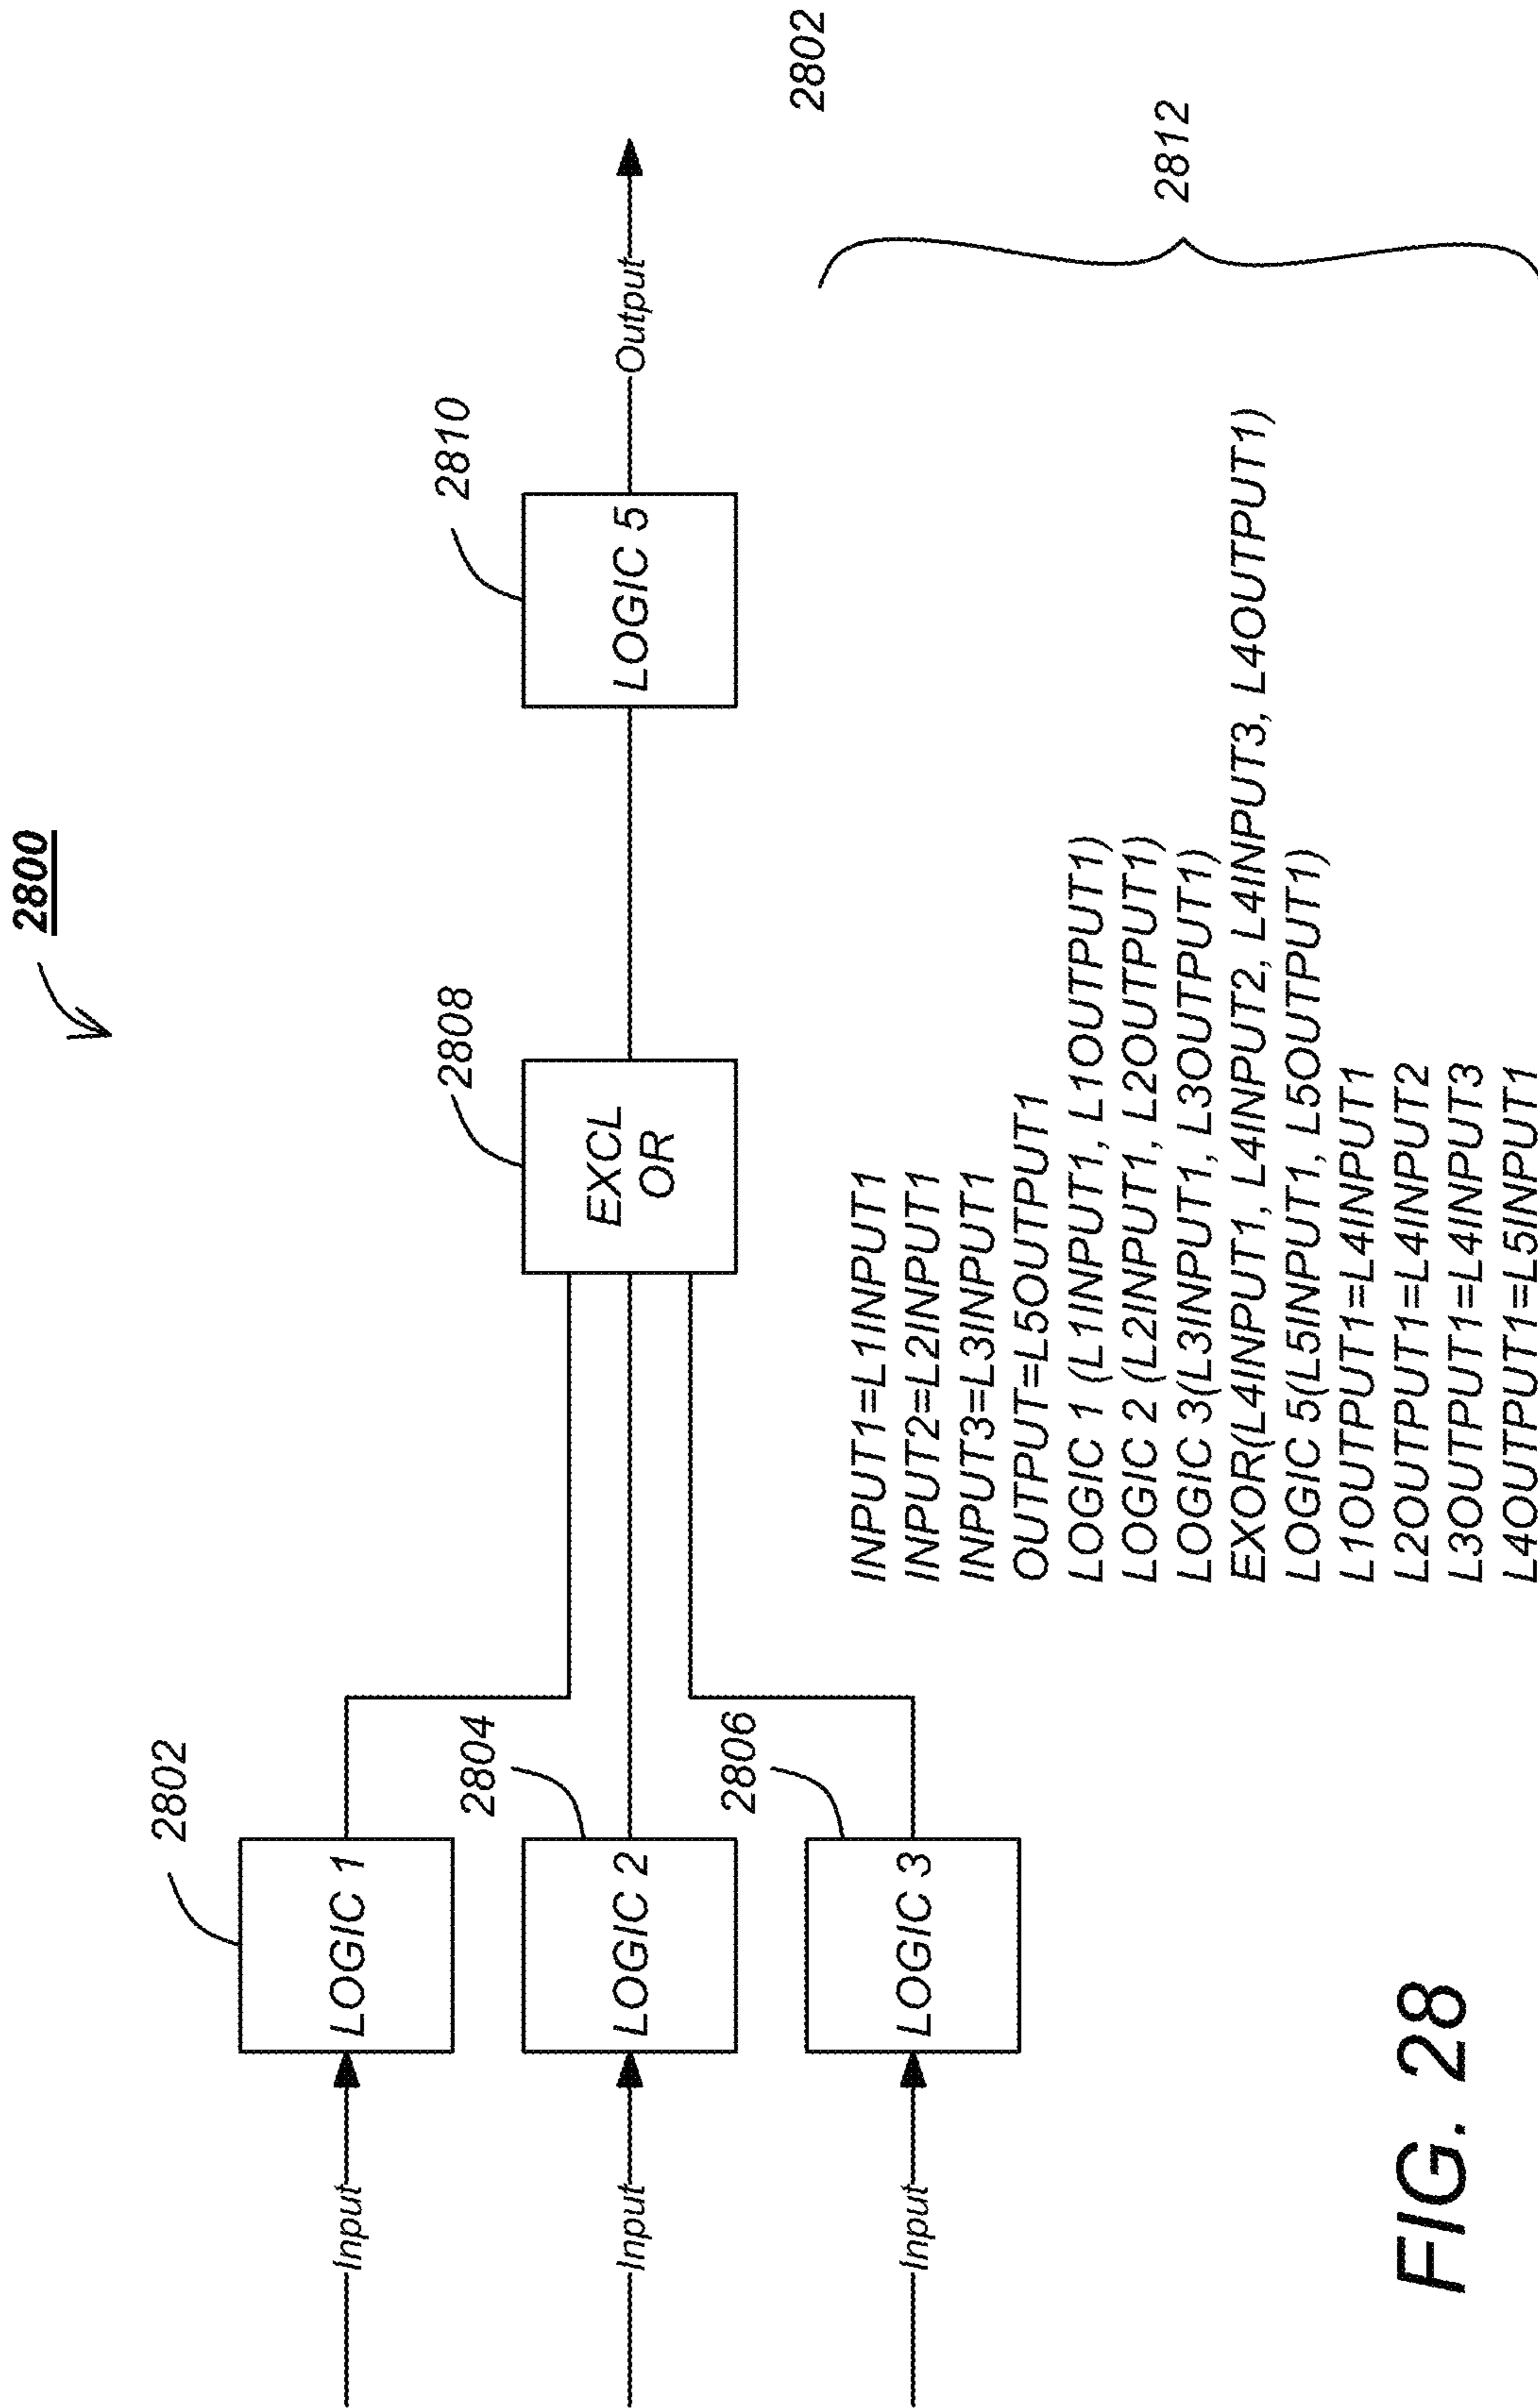 2800
2802
LOGIC 1
Input
2804
LOGIC 2
Input
2806
LOGIC 3
Input
2808
EXCL
OR
2810
LOGIC 5
Output
2802
INPUT1=L1INPUT1
INPUT2=L2INPUT1
INPUT3=L3INPUT1
OUTPUT=L5OUTPUT1
LOGIC 1 (L1INPUT1, L1OUTPUT1)
LOGIC 2 (L2INPUT1, L2OUTPUT1)
LOGIC 3(L3INPUT1, L3OUTPUT1)
EXOR(L4INPUT1, L4INPUT2, L4INPUT3, L4OUTPUT1)
LOGIC 5(L5INPUT1, L5OUTPUT1)
L1OUTPUT1=L4INPUT1
L2OUTPUT1=L4INPUT2
L3OUTPUT1=L4INPUT3
L4OUTPUT1=L5INPUT1
2812
FIG. 28